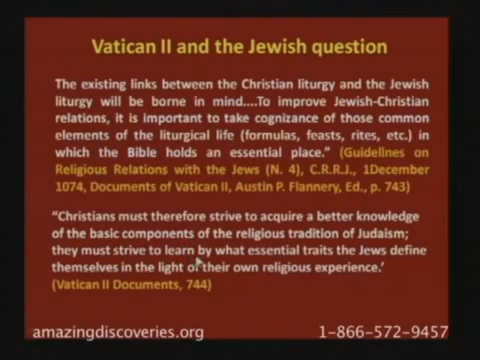 Vatican II and the Jewish question
The existing links between the Christian liturgy and the Jewish
liturgy will be borne in mind....To improve Jewish-Christian
relations, it is important to take cognizance of those common
elements of the liturgical life (formulas, feasts, rites, etc.) in
which the Bible holds an essential place.” (Guidelines on
Religious Relations with the Jews (N. 4), C.R.R.J., 1December
1074, Documents of Vatican II, Austin P. Flannery, Ed., p. 743)
“Christians must therefore strive to acquire a better knowledge
of the basic components of the religious tradition of Judaism;
they must strive to learn by what essential traits the Jews define
themselves in the light of their own religious experience.’
(Vatican II Documents, 744)
amazingdiscoveries.org 1-866-572-9457